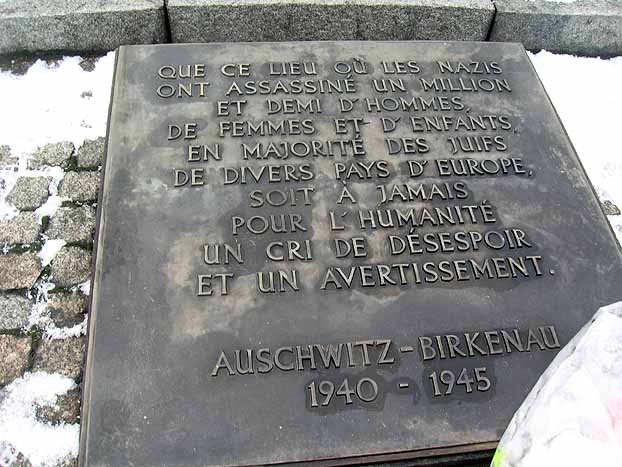 QUE CE LIEU OÙ LES NAZIS
ONT ASSASSINÉ UN MILLION
ET DEMI D'HOMMES,
DE FEMMES ET D'ENFANTS,
EN MAJORITÉ DES JUIFS
DE DIVERS PAYS D'EUROPE,
SOIT À JAMAIS
POUR L'HUMANITÉ
UN CRI DE DÉSESPOIR
ET UN AVERTISSEMENT.
AUSCHWITZ-BIRKENAU
1940 - 1945